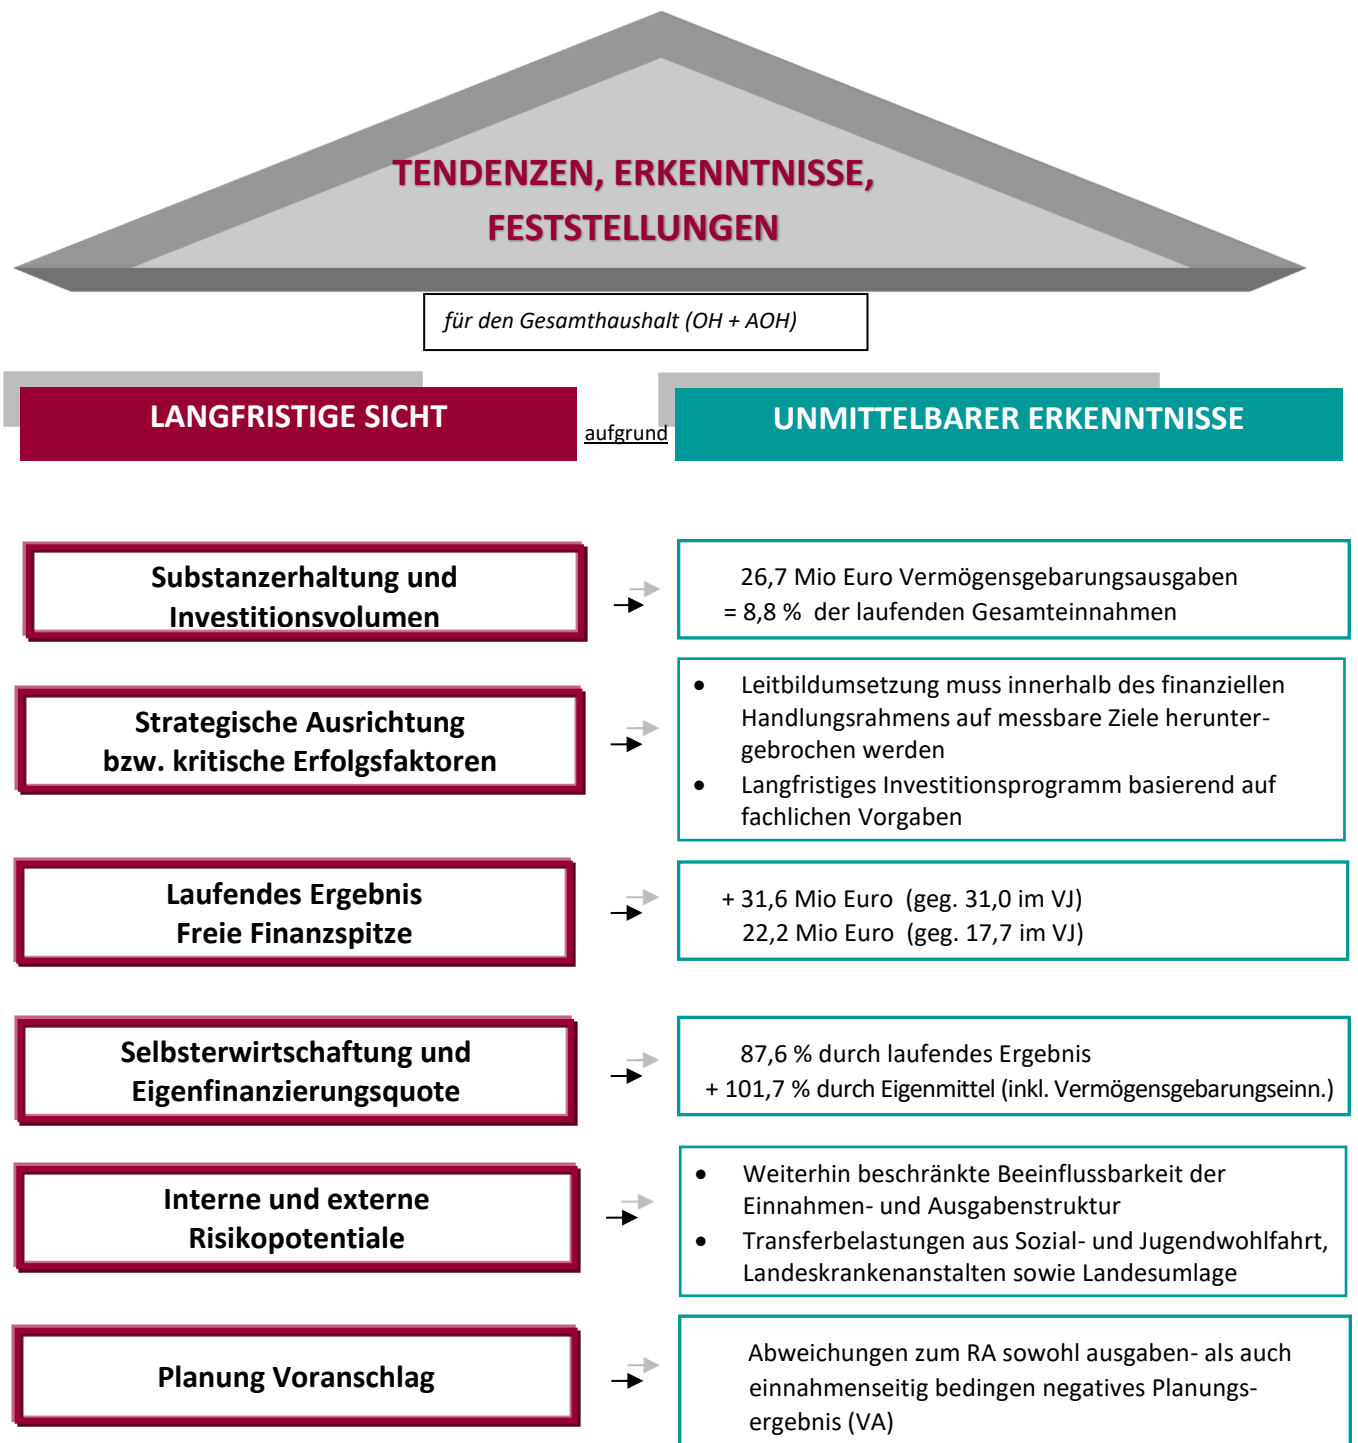 TENDENZEN, ERKENNTNISSE,
FESTSTELLUNGEN
für den Gesamthaushalt (OH + AOH)
LANGFRISTIGE SICHT
aufgrund
UNMITTELBARER ERKENNTNISSE
Substanzerhaltung und
Investitionsvolumen
26,7 Mio Euro Vermögensgebarungsausgaben
= 8,8 % der laufenden Gesamteinnahmen
Strategische Ausrichtung
bzw. kritische Erfolgsfaktoren
• Leitbildumsetzung muss innerhalb des finanziellen
Handlungsrahmens auf messbare Ziele herunter-
gebrochen werden
• Langfristiges Investitionsprogramm basierend auf
fachlichen Vorgaben
Laufendes Ergebnis
Freie Finanzspitze
+ 31,6 Mio Euro (geg. 31,0 im VJ)
22,2 Mio Euro (geg. 17,7 im VJ)
Selbsterwirtschaftung und
Eigenfinanzierungsquote
87,6 % durch laufendes Ergebnis
+ 101,7 % durch Eigenmittel (inkl. Vermögensgebarungseinn.)
Interne und externe
Risikopotentiale
• Weiterhin beschränkte Beeinflussbarkeit der
Einnahmen- und Ausgabenstruktur
• Transferbelastungen aus Sozial- und Jugendwohlfahrt,
Landeskrankenanstalten sowie Landesumlage
Planung Voranschlag
Abweichungen zum RA sowohl ausgaben- als auch
einnahmenseitig bedingen negatives Planungs-
ergebnis (VA)